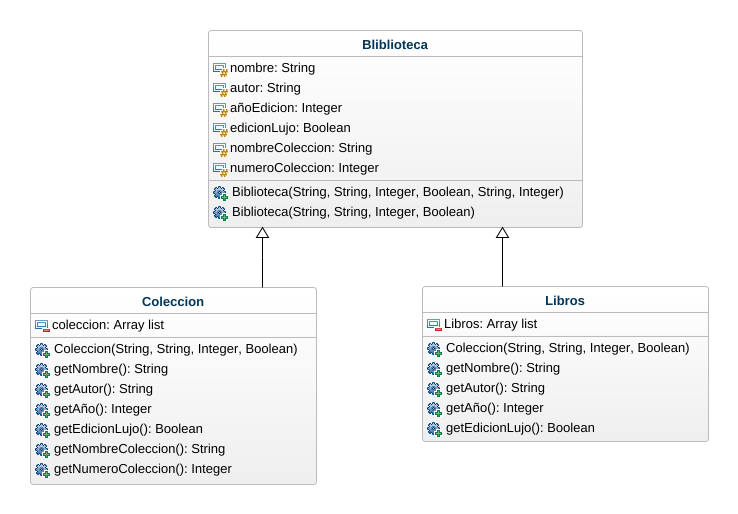 Bliblioteca
nombre: String
autor: String
añoEdicion: Integer
edicionLujo: Boolean
nombreColeccion: String
numeroColeccion: Integer
Biblioteca(String, String, Integer, Boolean, String, Integer)
Biblioteca(String, String, Integer, Boolean)
Coleccion
coleccion: Array list
Coleccion(String, String, Integer, Boolean)
getNombre(): String
getAutor(): String
getAño(): Integer
getEdicionLujo(): Boolean
getNombreColeccion(): String
getNumeroColeccion(): Integer
Libros
Libros: Array list
Coleccion(String, String, Integer, Boolean)
getNombre(): String
getAutor(): String
getAño(): Integer
getEdicionLujo(): Boolean